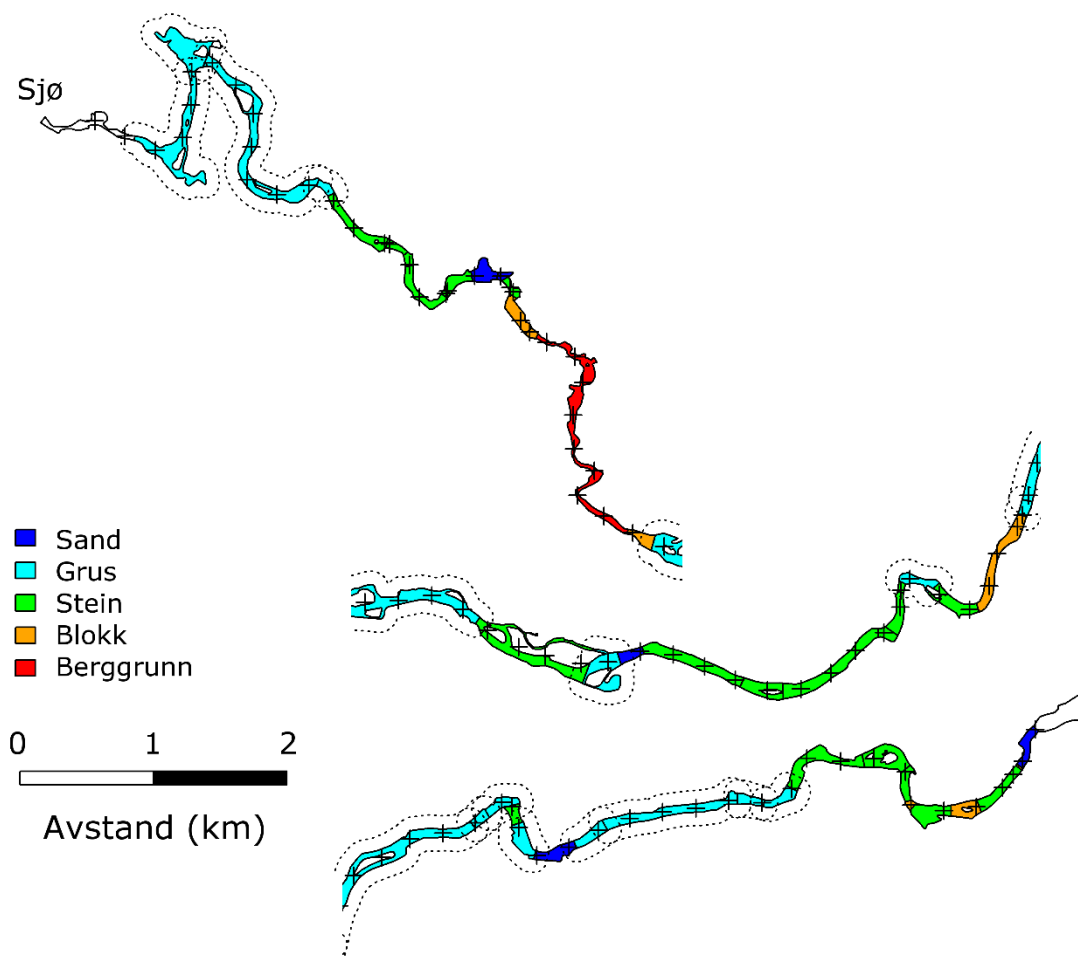 Sjø
Sand
Grus
Stein
Blokk
Berggrunn
0 1 2
Avstand (km)